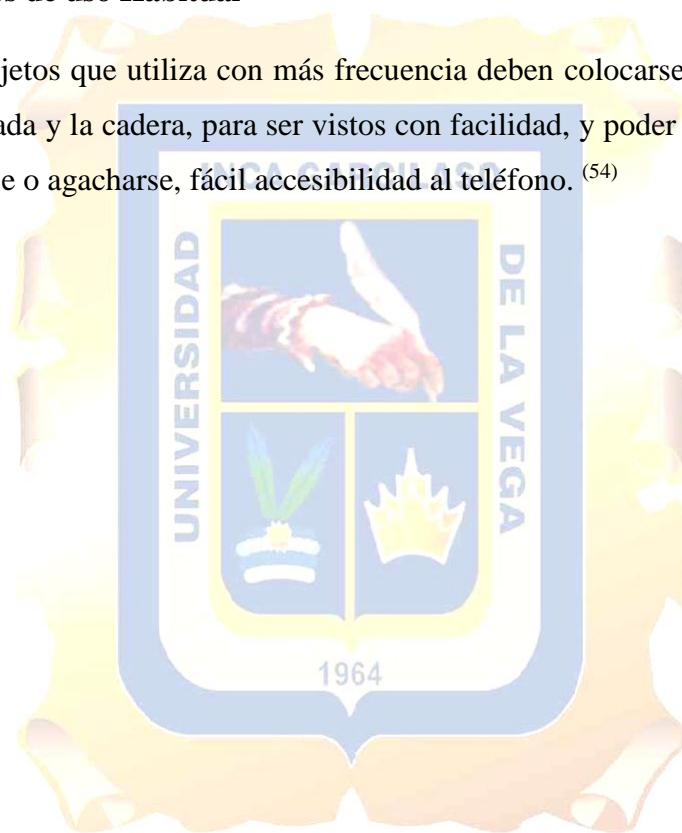 es de uso Habitual
jetos que utiliza con más frecuencia deben colocarse
ada y la cadera, para ser vistos con facilidad, y poder
e o agacharse, fácil accesibilidad al teléfono. (54)
UNIVERSIDAD
INCA GARCILASO
DE LA VEGA
1964